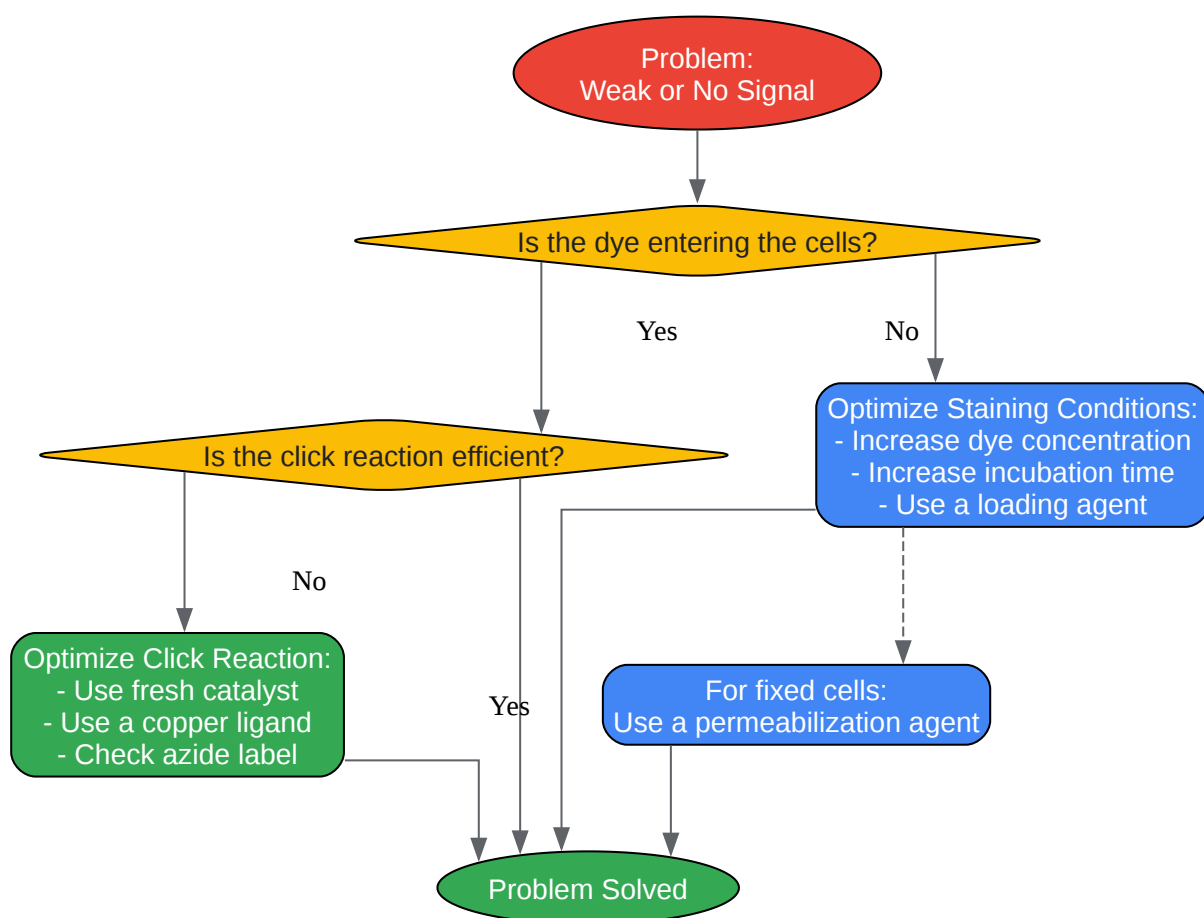 Problem:
Weak or No Signal
Is the dye entering the cells?
Yes
No
Optimize Staining Conditions:
- Increase dye concentration
- Increase incubation time
- Use a loading agent
Is the click reaction efficient?
No
Optimize Click Reaction:
- Use fresh catalyst
- Use a copper ligand
- Check azide label
Yes
For fixed cells:
Use a permeabilization agent
Problem Solved